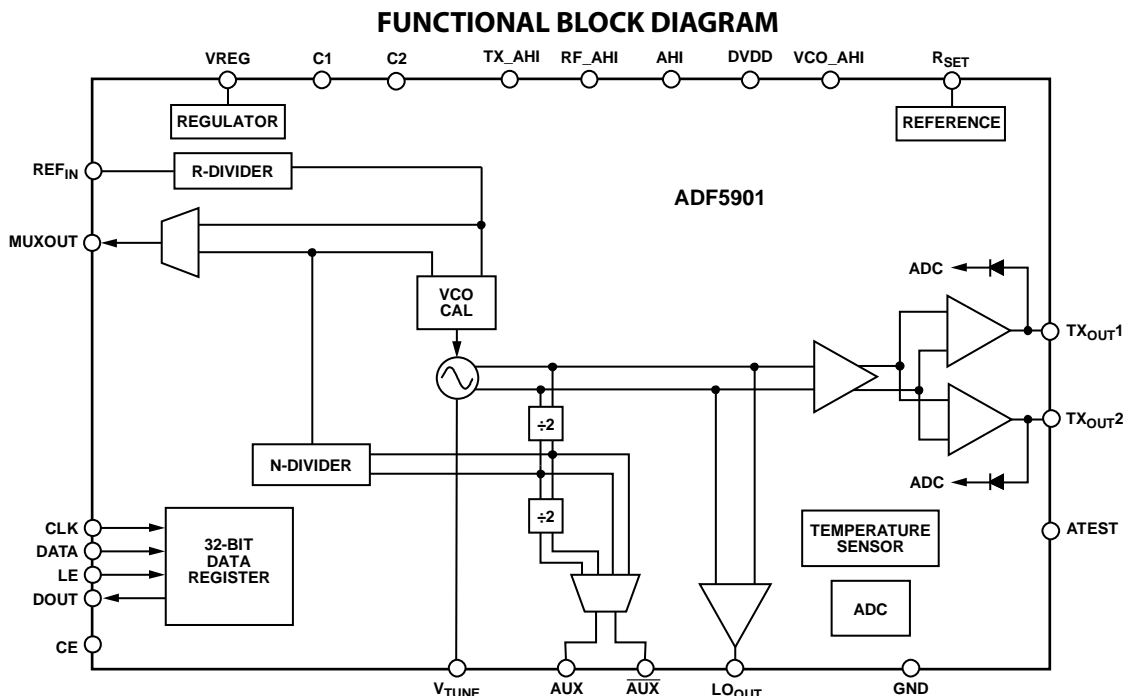 FUNCTIONAL BLOCK DIAGRAM
VREG
C1
C2
TX_AHI
RF_AHI
AHI
DVDD
VCO_AHI
RSET
REGULATOR
REFERENCE
REFIN
R-DIVIDER
ADF5901
MUXOUT
ADC
VCO
CAL
TXOUT1
÷2
TXOUT2
N-DIVIDER
ADC
÷2
CLK
DATA
LE
DOUT
32-BIT
DATA
REGISTER
TEMPERATURE
SENSOR
ATEST
ADC
CE
VTUNE
AUX
AUX
LOOUT
GND